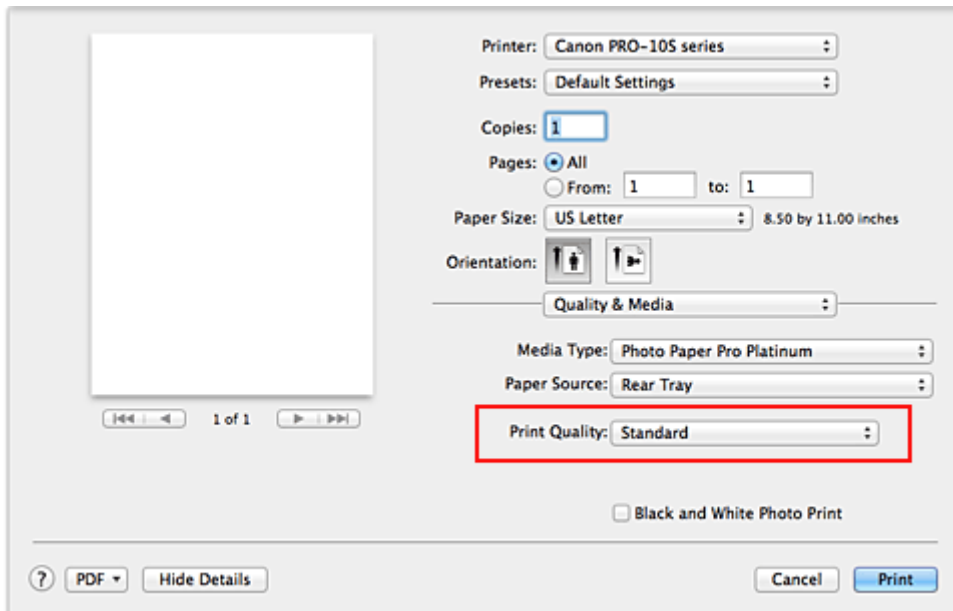 Printer: Canon PRO-10S series
Presets: Default Settings
Copies: 1
Pages: All
From: 1 to: 1
Paper Size: US Letter 8.50 by 11.00 inches
Orientation:
Quality & Media
Media Type: Photo Paper Pro Platinum
Paper Source: Rear Tray
1 of 1
Print Quality: Standard
Black and White Photo Print
? PDF Hide Details Cancel Print